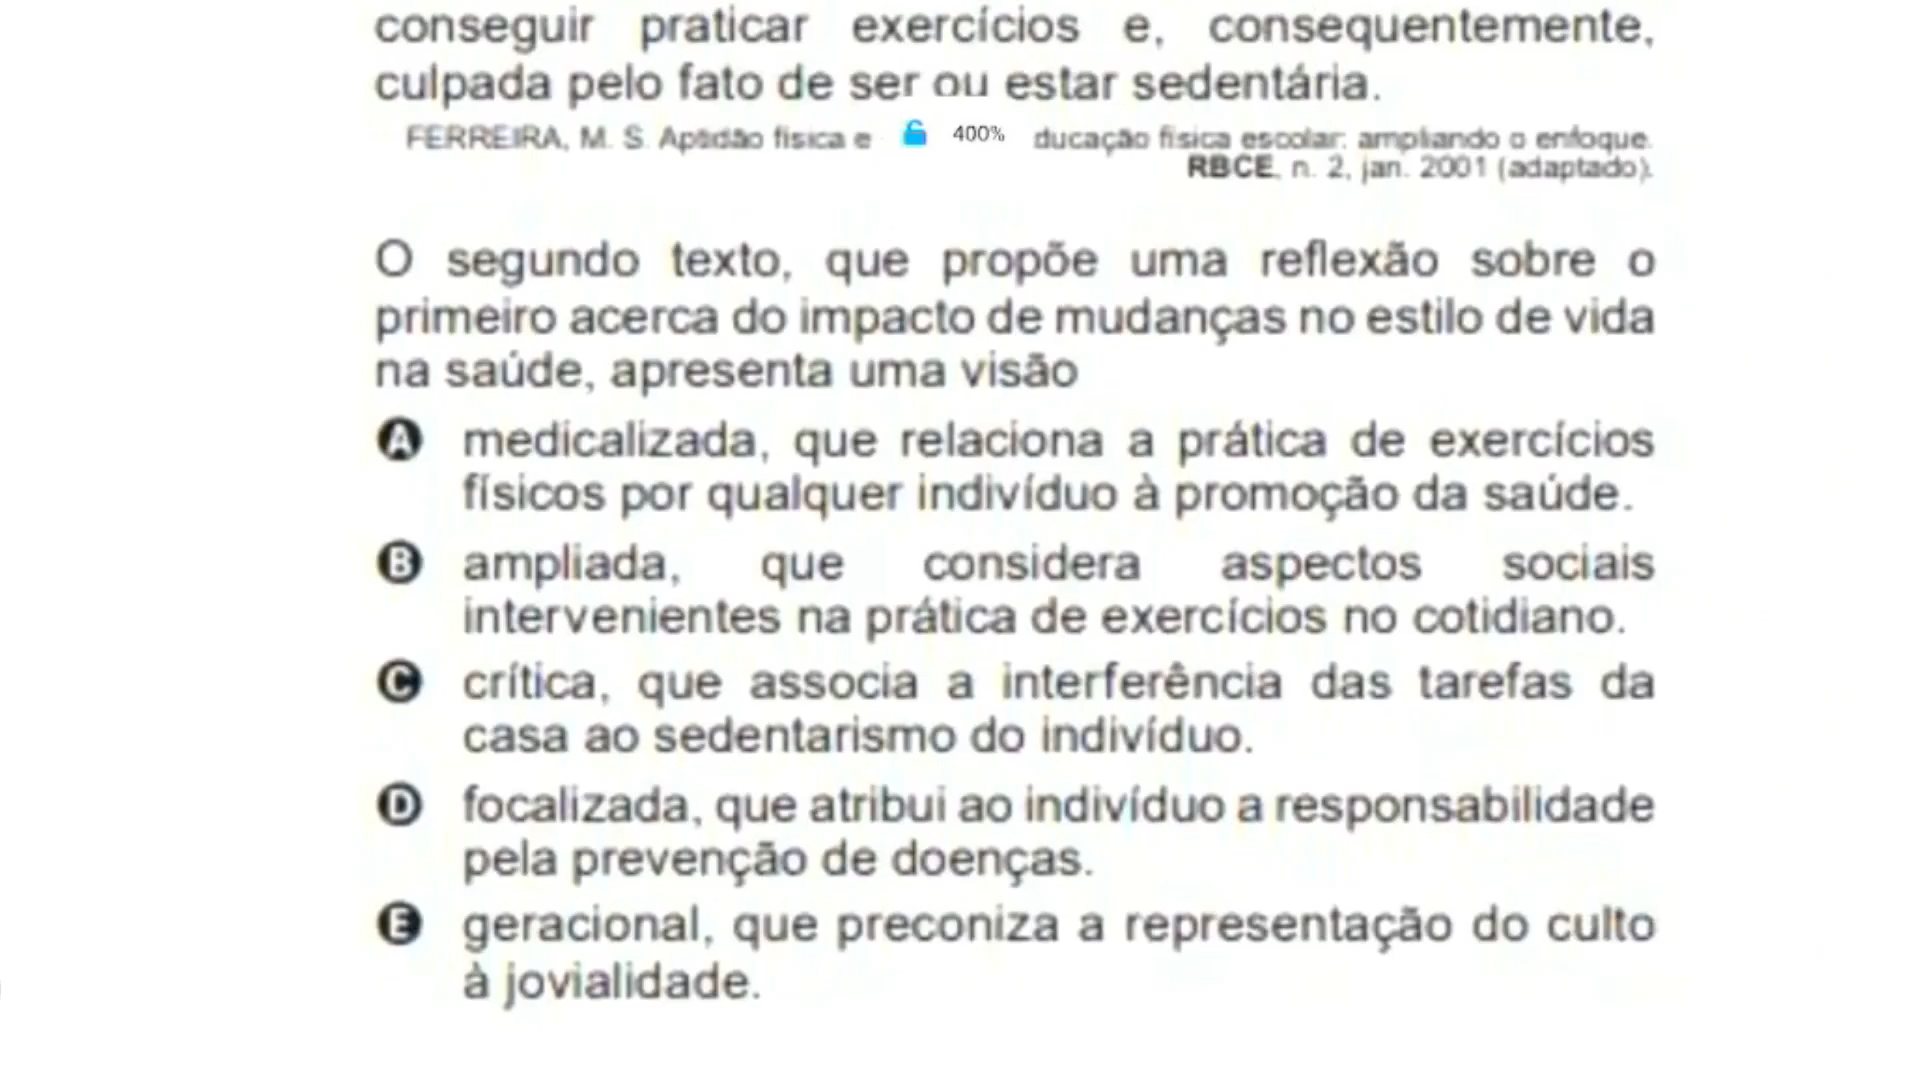 conseguir praticar exercícios e, consequentemente,
culpada pelo fato de ser ou estar sedentária.
FERREIRA, M. S. Aptidão física e 400% ducação física escolar: ampliando o enfoque.
RBCE, n. 2, jan. 2001 (adaptado).
O segundo texto, que propõe uma reflexão sobre o
primeiro acerca do impacto de mudanças no estilo de vida
na saúde, apresenta uma visão
A medicalizada, que relaciona a prática de exercícios
físicos por qualquer indivíduo à promoção da saúde.
B ampliada, que considera aspectos sociais
intervenientes na prática de exercícios no cotidiano.
C crítica, que associa a interferência das tarefas da
casa ao sedentarismo do indivíduo.
D focalizada, que atribui ao indivíduo a responsabilidade
pela prevenção de doenças.
E geracional, que preconiza a representação do culto
à jovialidade.